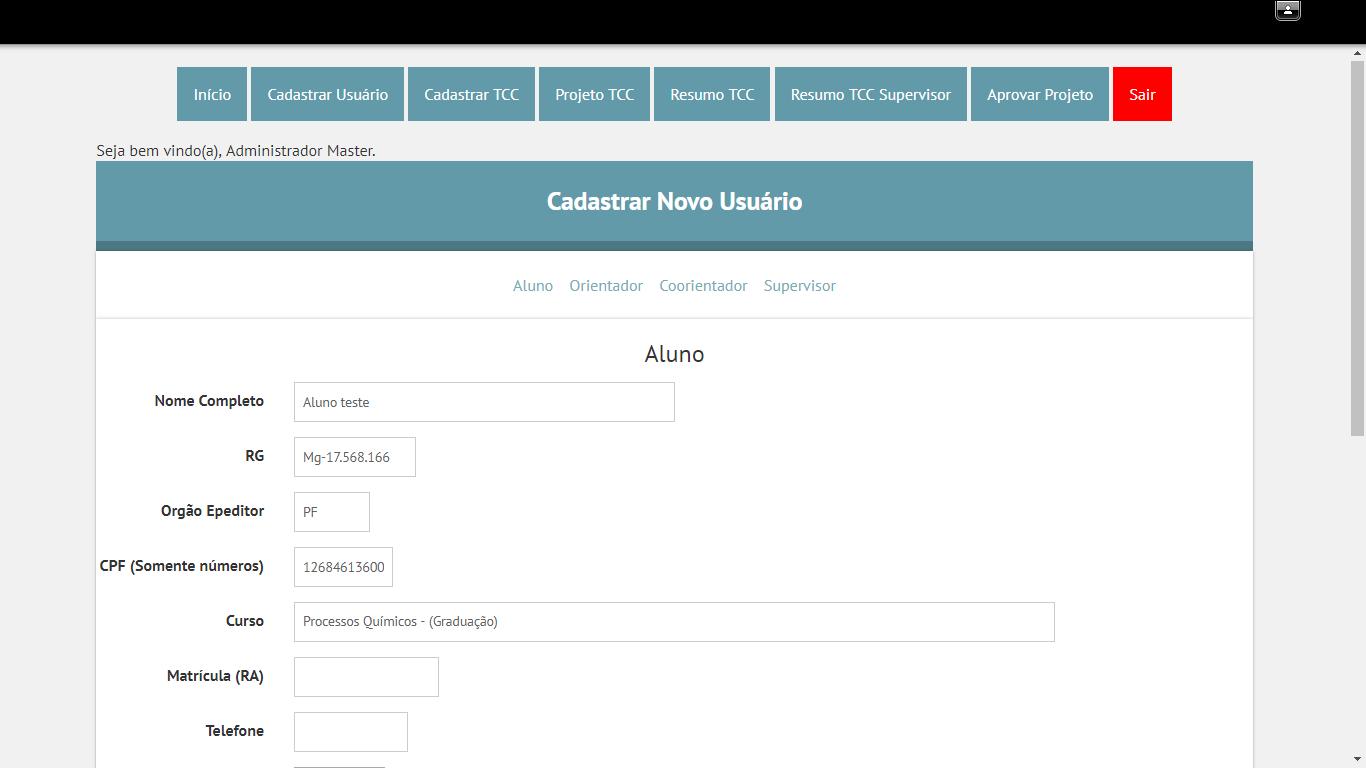 Início Cadastrar Usuário Cadastrar TCC Projeto TCC Resumo TCC Resumo TCC Supervisor Aprovar Projeto Sair
Seja bem vindo(a), Administrador Master.
Cadastrar Novo Usuário
Aluno Orientador Coorientador Supervisor
Aluno
Nome Completo Aluno teste
RG Mg-17.568.166
Orgão Epeditor PF
CPF (Somente números) 12684613600
Curso Processos Químicos - (Graduação)
Matrícula (RA)
Telefone